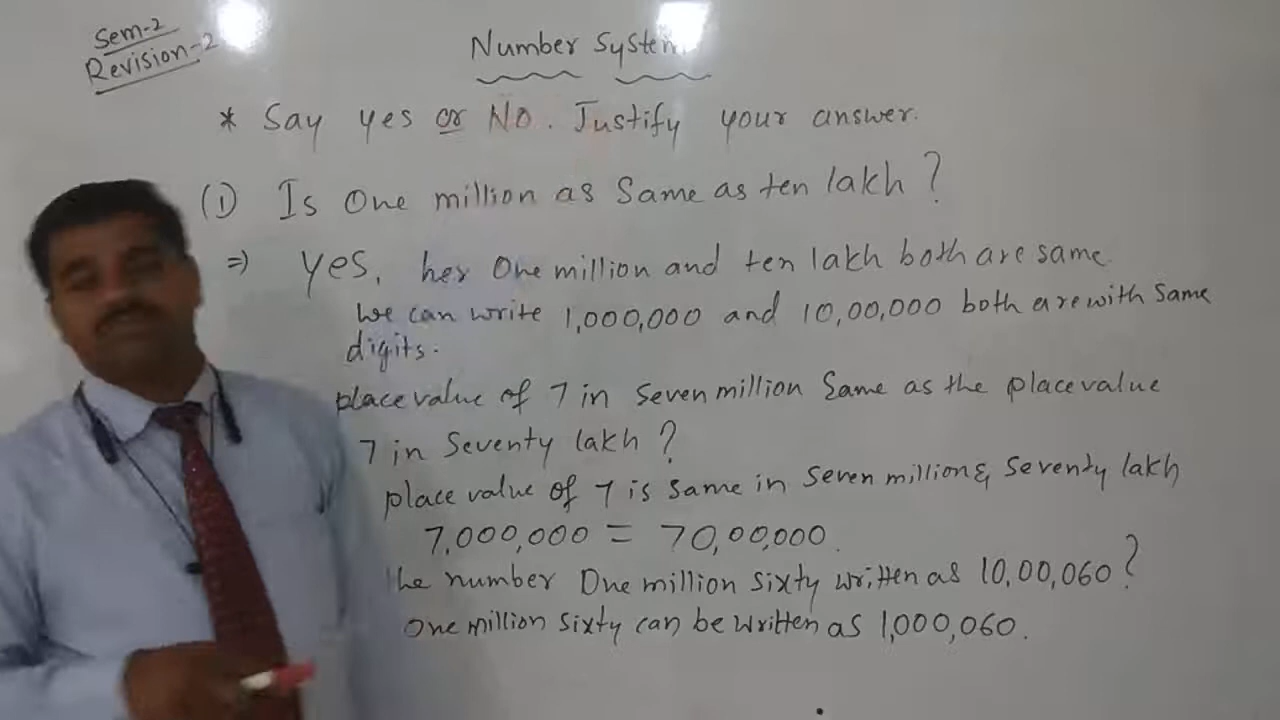 Sem-2
Revision-2
Number System
* Say yes or No. Justify your answer.
(1) Is One million as Same as ten lakh ?
⇒ Yes, her One million and ten lakh both are same.
We can write 1,000,000 and 10,00,000 both are with same
digits.
place value of 7 in Seven million Same as the place value
7 in Seventy lakh ?
place value of 7 is same in seven million & seventy lakh
7,000,000 = 70,00,000.
the number One million sixty written as 10,00,060 ?
One million sixty can be written as 1,000,060.